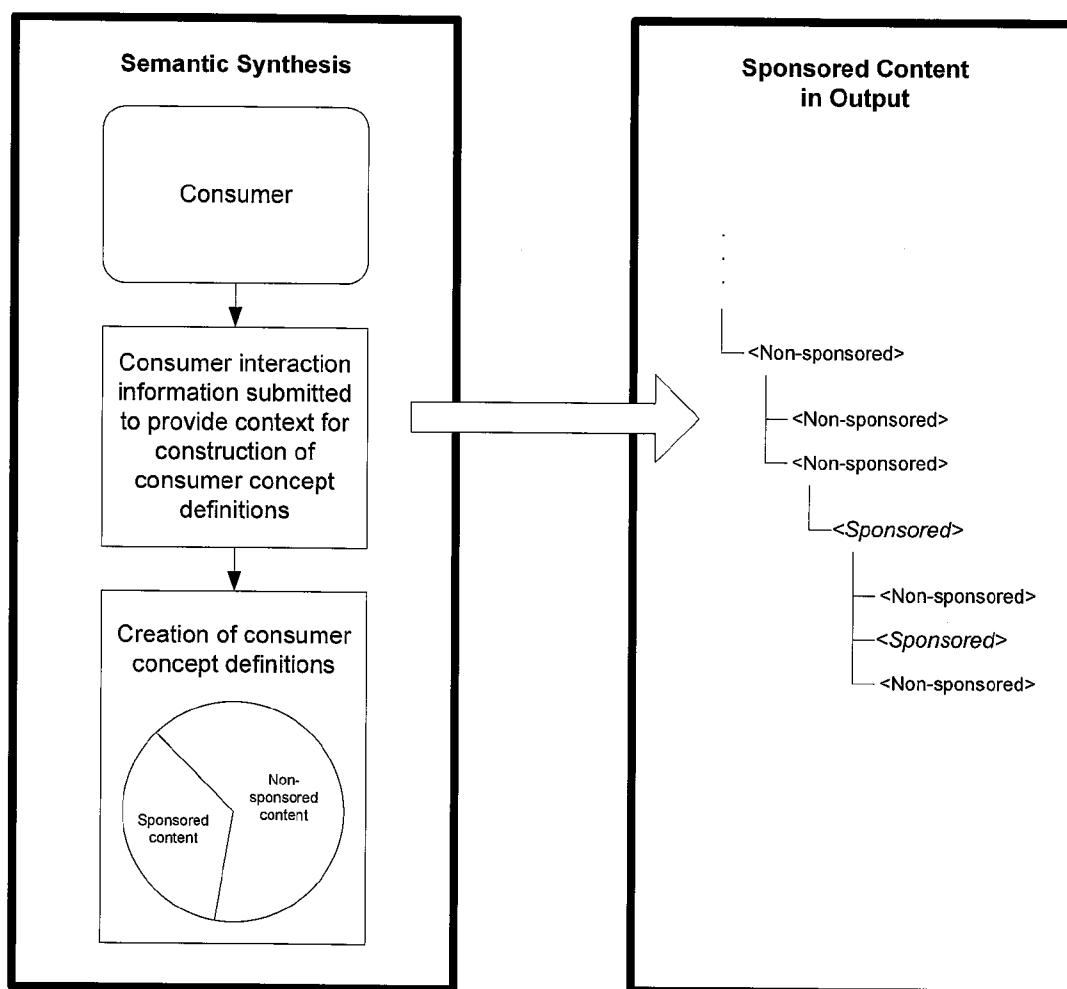 Semantic Synthesis
Consumer
Consumer interaction
information submitted
to provide context for
construction of
consumer concept
definitions
Creation of consumer
concept definitions
Non-
sponsored
content
Sponsored
content
Sponsored Content
in Output
.
.
.
<Non-sponsored>
<Non-sponsored>
<Non-sponsored>
<Sponsored>
<Non-sponsored>
<Sponsored>
<Non-sponsored>